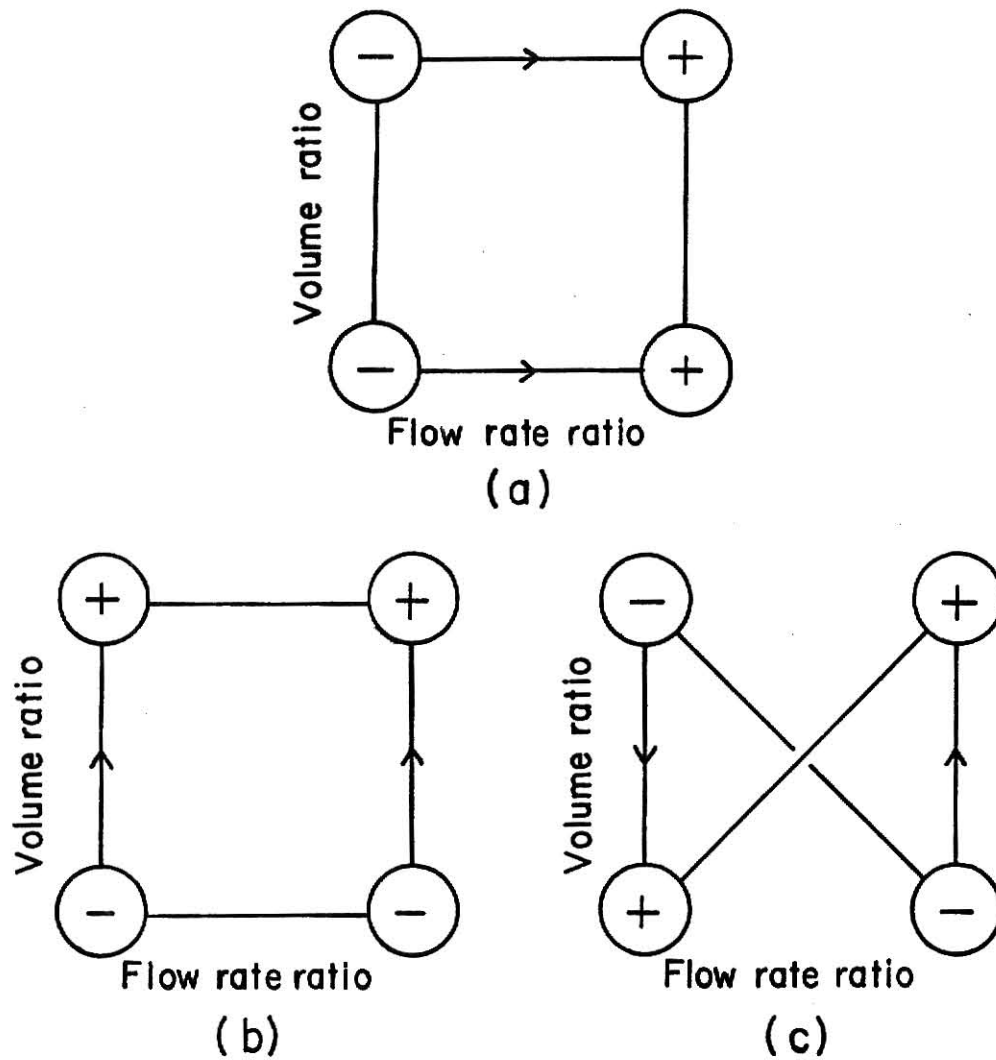 − +
Volume ratio
− +
Flow rate ratio
(a)
+ + − +
Volume ratio Volume ratio
− − + −
Flow rate ratio Flow rate ratio
(b) (c)